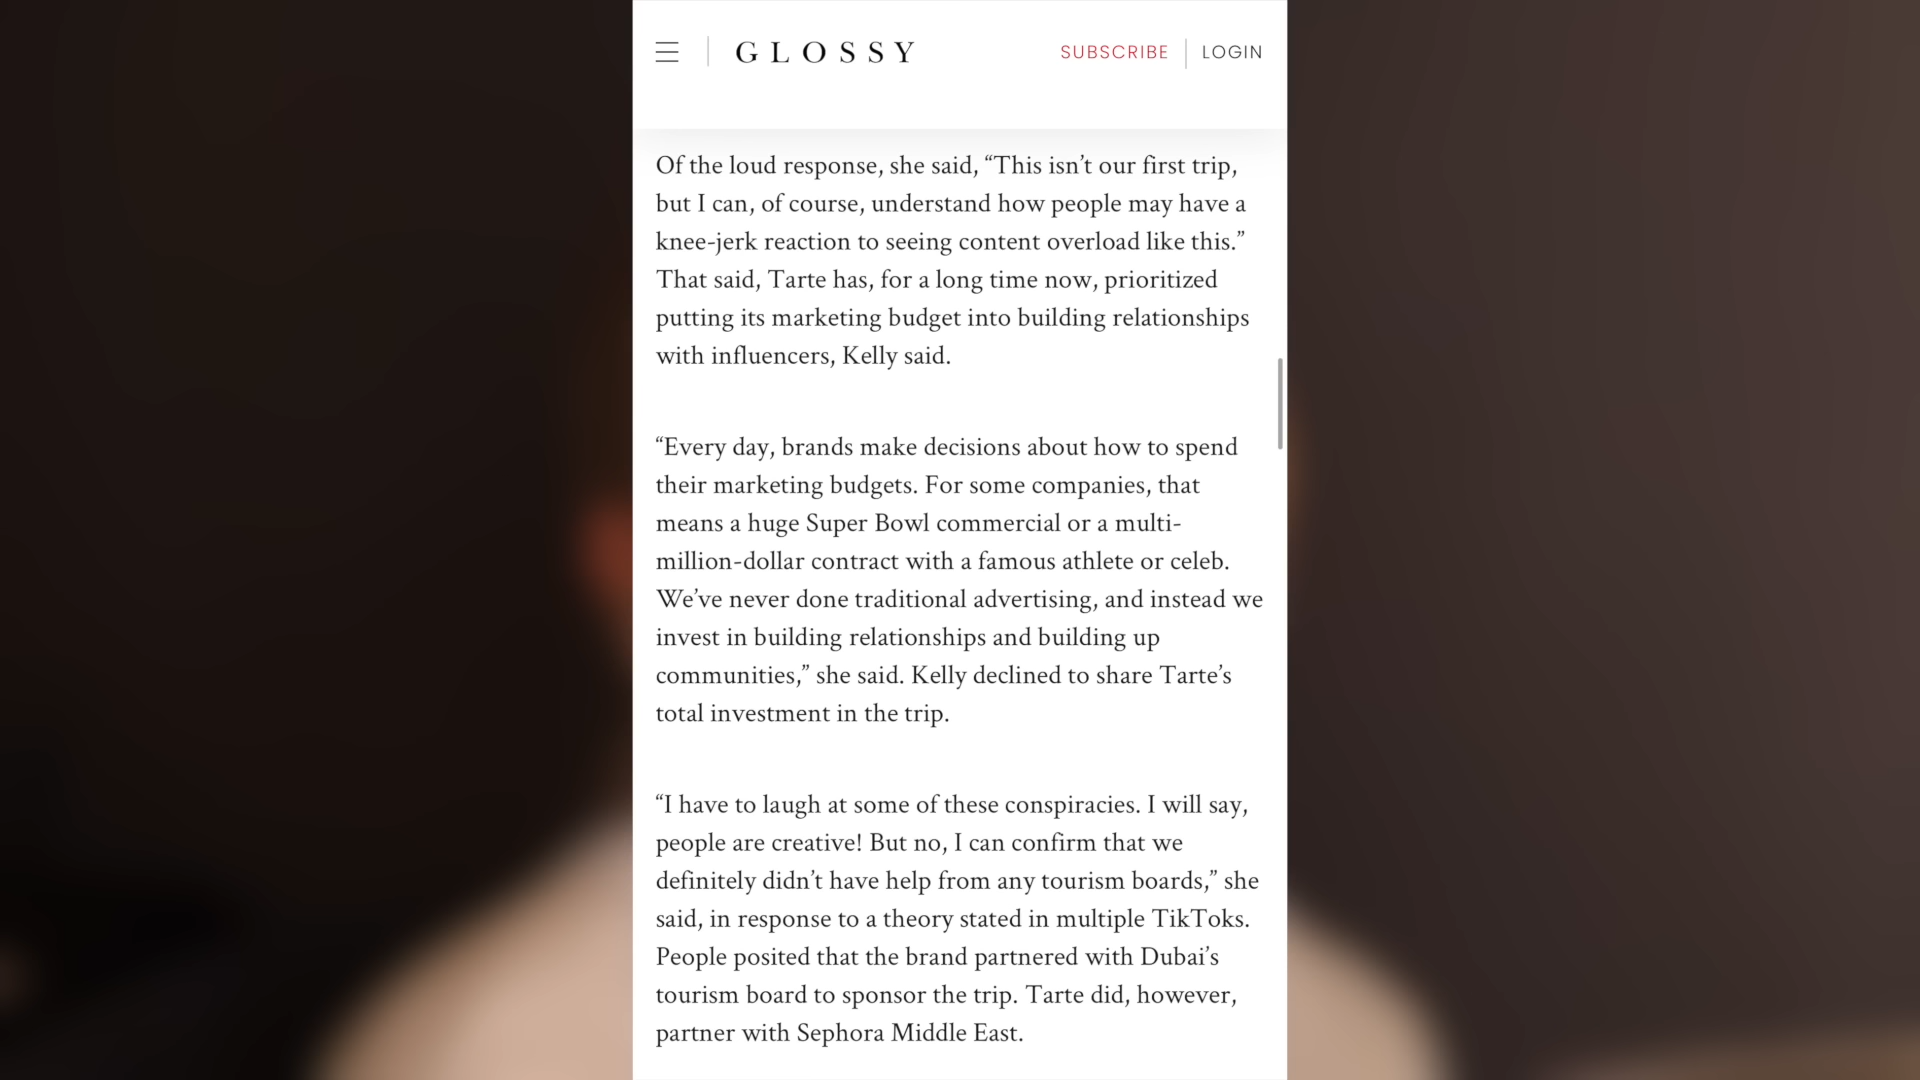 GLOSSY
SUBSCRIBE
LOGIN
Of the loud response, she said, “This isn’t our first trip,
but I can, of course, understand how people may have a
knee-jerk reaction to seeing content overload like this.”
That said, Tarte has, for a long time now, prioritized
putting its marketing budget into building relationships
with influencers, Kelly said.
“Every day, brands make decisions about how to spend
their marketing budgets. For some companies, that
means a huge Super Bowl commercial or a multi-
million-dollar contract with a famous athlete or celeb.
We’ve never done traditional advertising, and instead we
invest in building relationships and building up
communities,” she said. Kelly declined to share Tarte’s
total investment in the trip.
“I have to laugh at some of these conspiracies. I will say,
people are creative! But no, I can confirm that we
definitely didn’t have help from any tourism boards,” she
said, in response to a theory stated in multiple TikToks.
People posited that the brand partnered with Dubai’s
tourism board to sponsor the trip. Tarte did, however,
partner with Sephora Middle East.